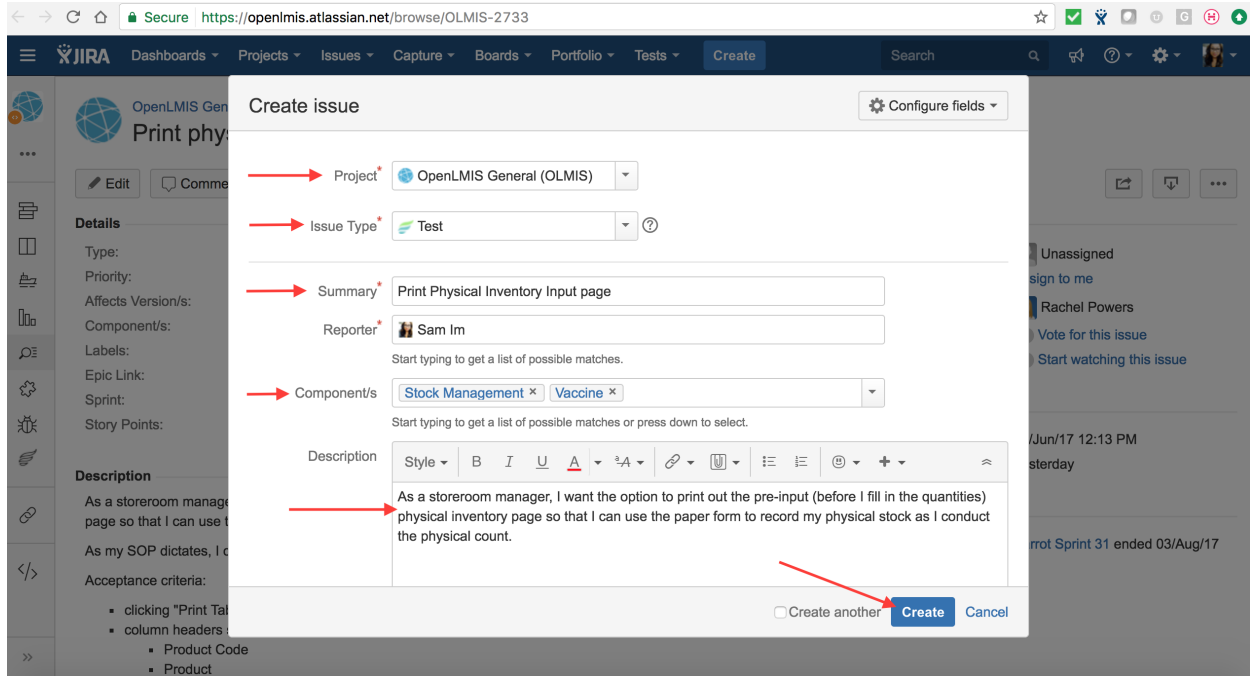 Secure https://openlmis.atlassian.net/browse/OLMIS-2733
JIRA Dashboards Projects Issues Capture Boards Portfolio Tests Create Search
OpenLMIS Gen
Print phy
Edit Comme
Details
Type:
Priority:
Affects Version/s:
Component/s:
Labels:
Epic Link:
Sprint:
Story Points:
Description
As a storeroom manage
page so that I can use t
As my SOP dictates, I c
Acceptance criteria:
clicking "Print Tab
column headers s
Product Code
Product
Create issue
Configure fields
Project* OpenLMIS General (OLMIS)
Issue Type* Test
Summary* Print Physical Inventory Input page
Reporter* Sam Im
Start typing to get a list of possible matches.
Component/s Stock Management × Vaccine ×
Start typing to get a list of possible matches or press down to select.
Description Style B I U A
As a storeroom manager, I want the option to print out the pre-input (before I fill in the quantities)
physical inventory page so that I can use the paper form to record my physical stock as I conduct
the physical count.
Create another Create Cancel
Unassigned
sign to me
Rachel Powers
Vote for this issue
Start watching this issue
/Jun/17 12:13 PM
sterday
rrot Sprint 31 ended 03/Aug/17